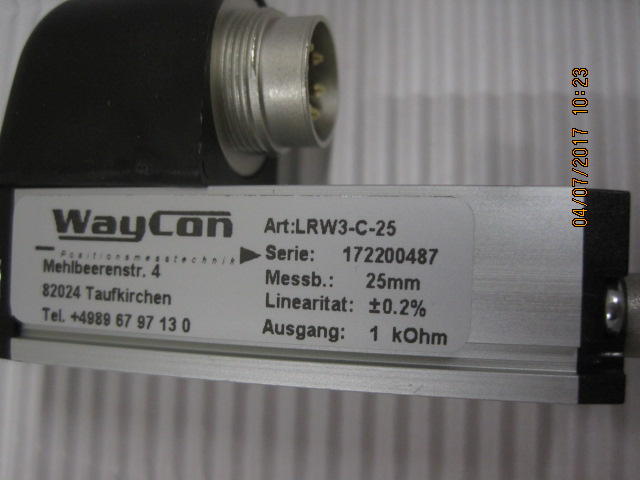 WayCon
Positionsmesstechnik
Mehlbeerenstr. 4
82024 Taufkirchen
Tel. +4989 67 97 13 0
Art:LRW3-C-25
Serie: 172200487
Messb.: 25mm
Linearitat: ±0.2%
Ausgang: 1 kOhm
04/07/2017 10:23